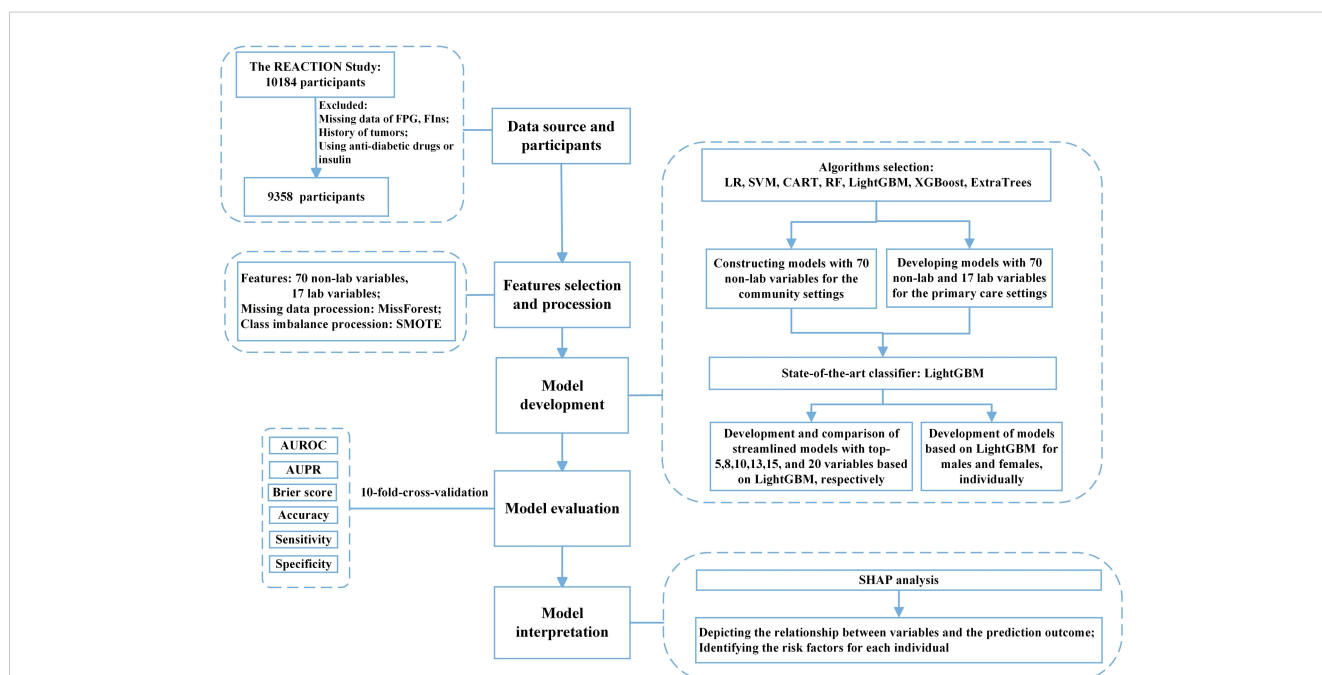 The REACTION Study:
10184 participants
Excluded:
Missing data of FPG, FIns;
History of tumors;
Using anti-diabetic drugs or
insulin
9358 participants
Data source and
participants
Features: 70 non-lab variables,
17 lab variables;
Missing data procession: MissForest;
Class imbalance procession: SMOTE
Features selection
and procession
Model
development
Algorithms selection:
LR, SVM, CART, RF, LightGBM, XGBoost, ExtraTrees
Constructing models with 70
non-lab variables for the
community settings
Developing models with 70
non-lab and 17 lab variables
for the primary care settings
State-of-the-art classifier: LightGBM
Development and comparison of
streamlined models with top-
5,8,10,13,15, and 20 variables based
on LightGBM, respectively
Development of models
based on LightGBM for
males and females,
individually
AUROC
AUPR
Brier score
Accuracy
Sensitivity
Specificity
10-fold-cross-validation
Model evaluation
Model
interpretation
SHAP analysis
Depicting the relationship between variables and the prediction outcome;
Identifying the risk factors for each individual